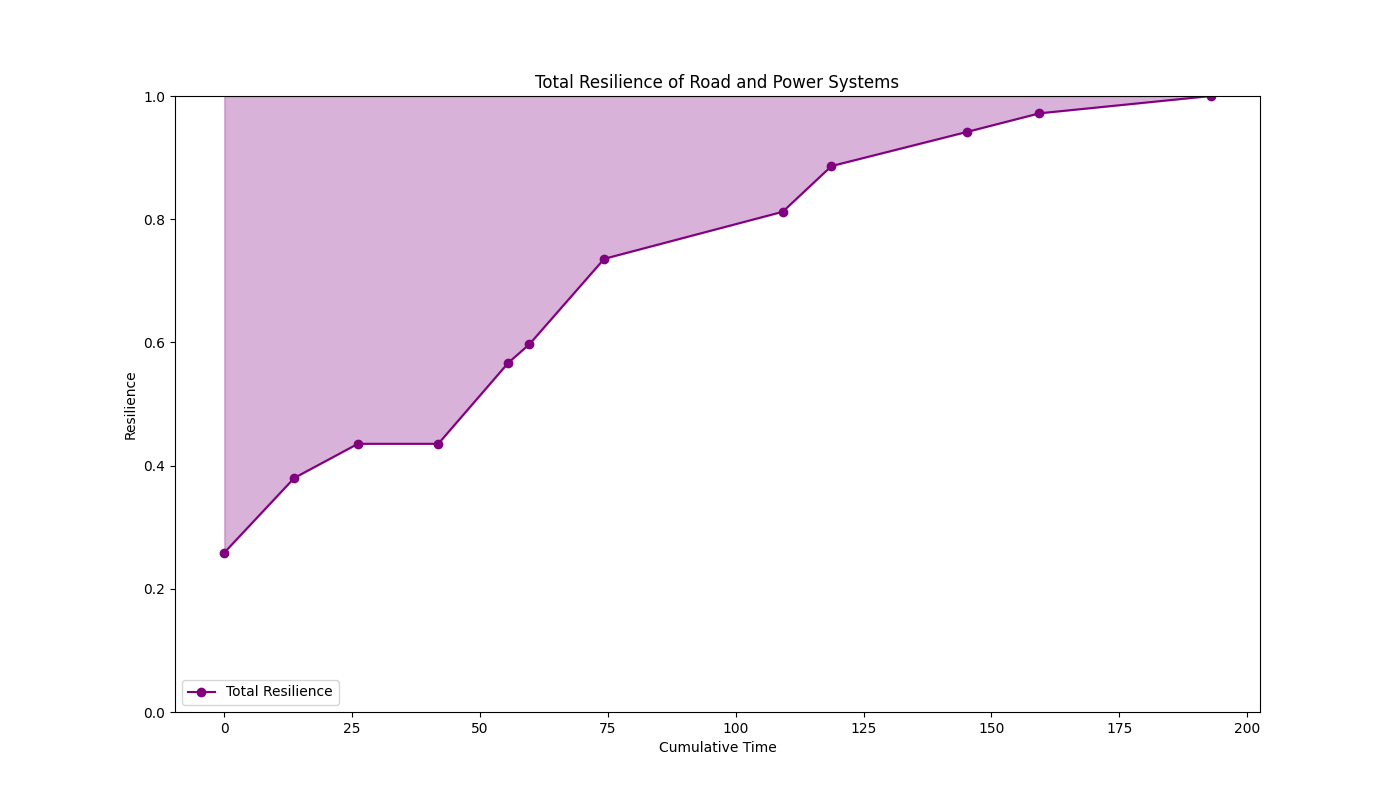 Total Resilience of Road and Power Systems
1.0
0.8
0.6
0.4
0.2
0.0
Resilience
Total Resilience
0 25 50 75 100 125 150 175 200
Cumulative Time